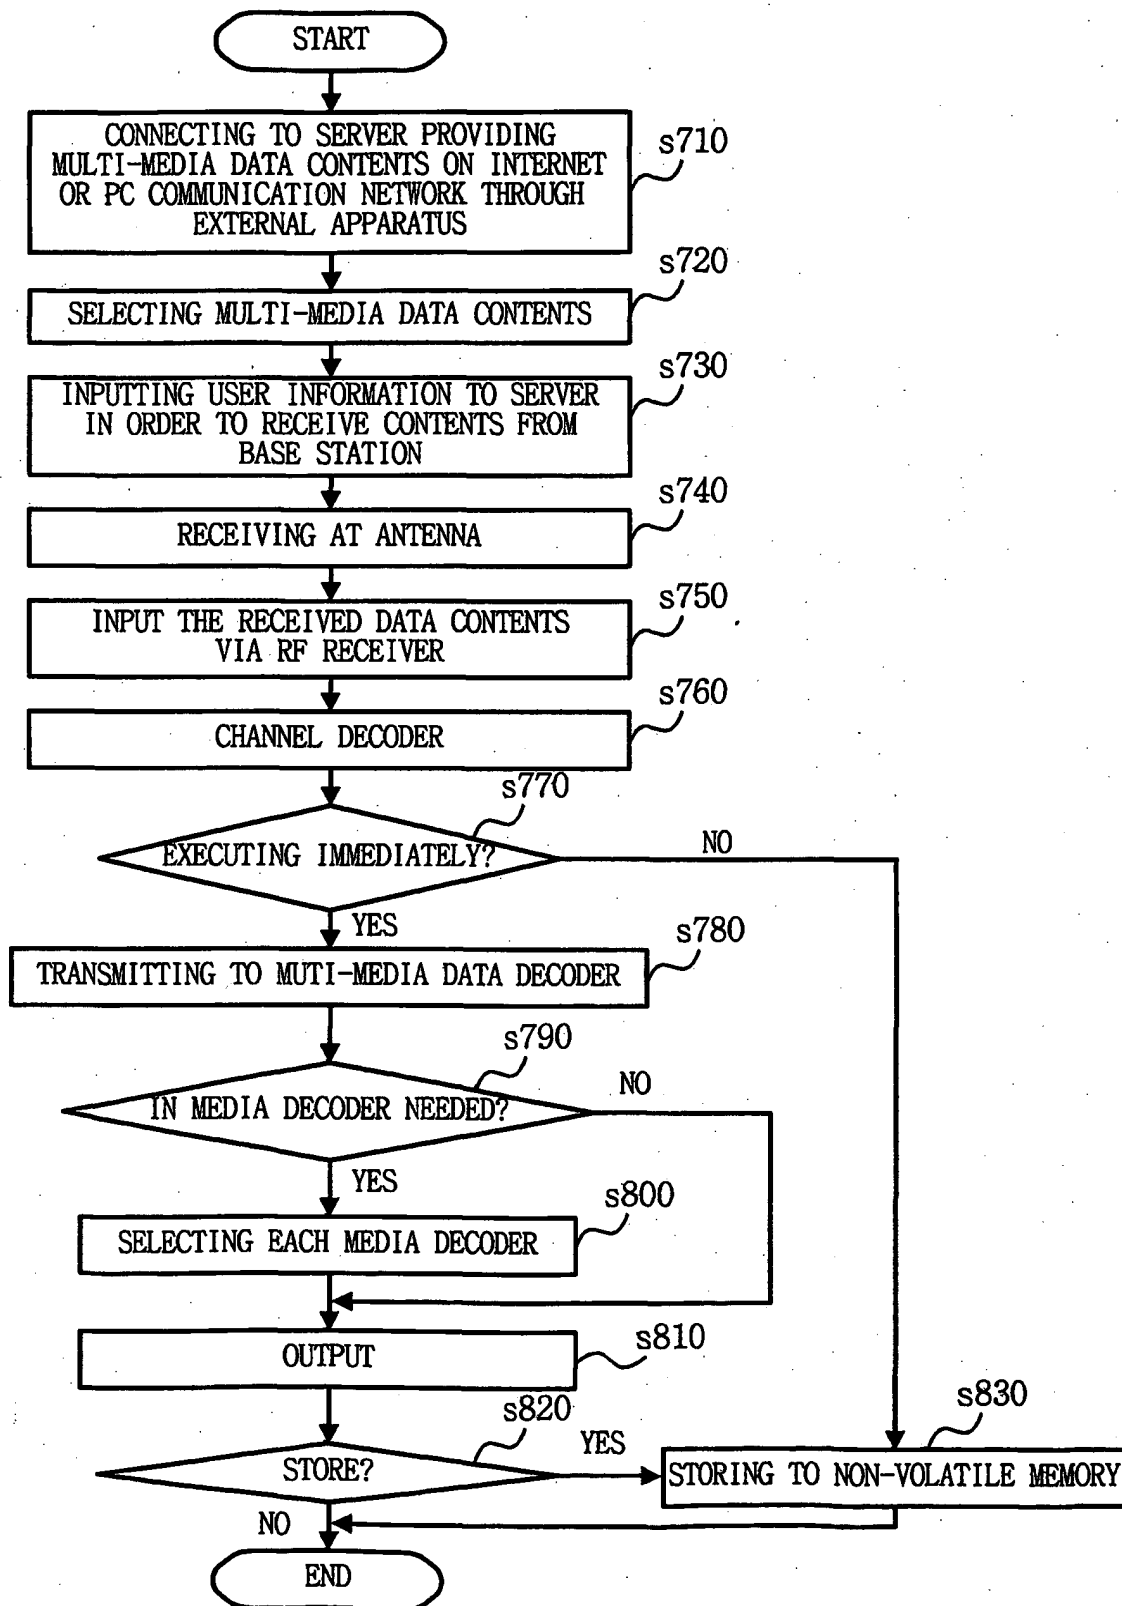 START
CONNECTING TO SERVER PROVIDING
MULTI-MEDIA DATA CONTENTS ON INTERNET
OR PC COMMUNICATION NETWORK THROUGH
EXTERNAL APPARATUS
s710
s720
SELECTING MULTI-MEDIA DATA CONTENTS
s730
INPUTTING USER INFORMATION TO SERVER
IN ORDER TO RECEIVE CONTENTS FROM
BASE STATION
s740
RECEIVING AT ANTENNA
s750
INPUT THE RECEIVED DATA CONTENTS
VIA RF RECEIVER
s760
CHANNEL DECODER
s770
EXECUTING IMMEDIATELY?
NO
YES
s780
TRANSMITTING TO MUTI-MEDIA DATA DECODER
s790
IN MEDIA DECODER NEEDED?
NO
YES
s800
SELECTING EACH MEDIA DECODER
s810
OUTPUT
s820
STORE?
YES
s830
STORING TO NON-VOLATILE MEMORY
NO
END